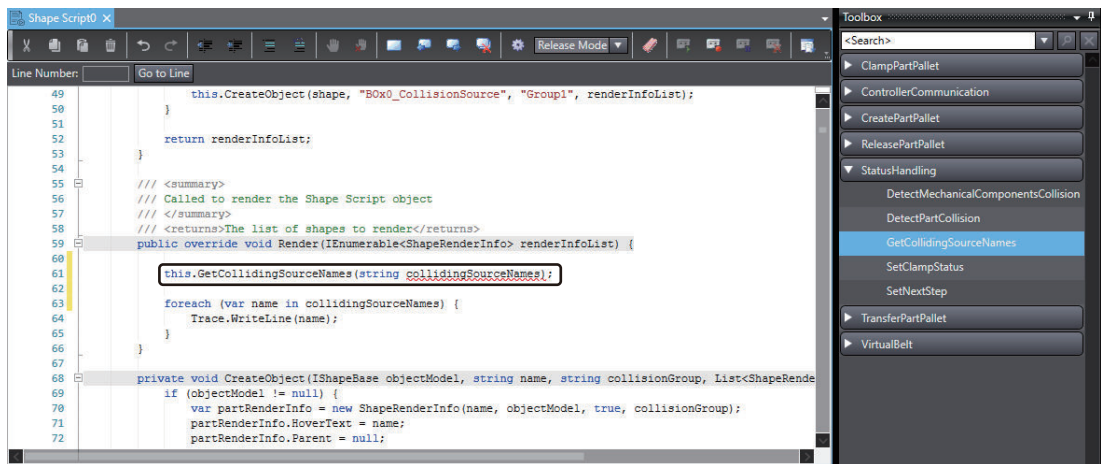 Shape Script0
Release Mode
Line Number: Go to Line
49 this.CreateObject(shape, "BOx0_CollisionSource", "Group1", renderInfoList);
50 }
51
52 return renderInfoList;
53 }
54
55 /// <summary>
56 /// Called to render the Shape Script object
57 /// </summary>
58 /// <returns>The list of shapes to render</returns>
59 public override void Render(IEnumerable<ShapeRenderInfo> renderInfoList) {
60
61 this.GetCollidingSourceNames(string collidingSourceNames);
62
63 foreach (var name in collidingSourceNames) {
64 Trace.WriteLine(name);
65 }
66 }
67
68 private void CreateObject(IShapeBase objectModel, string name, string collisionGroup, List<ShapeRende
69 if (objectModel != null) {
70 var partRenderInfo = new ShapeRenderInfo(name, objectModel, true, collisionGroup);
71 partRenderInfo.HoverText = name;
72 partRenderInfo.Parent = null;
Toolbox
<Search>
ClampPartPallet
ControllerCommunication
CreatePartPallet
ReleasePartPallet
StatusHandling
DetectMechanicalComponentsCollision
DetectPartCollision
GetCollidingSourceNames
SetClampStatus
SetNextStep
TransferPartPallet
VirtualBelt